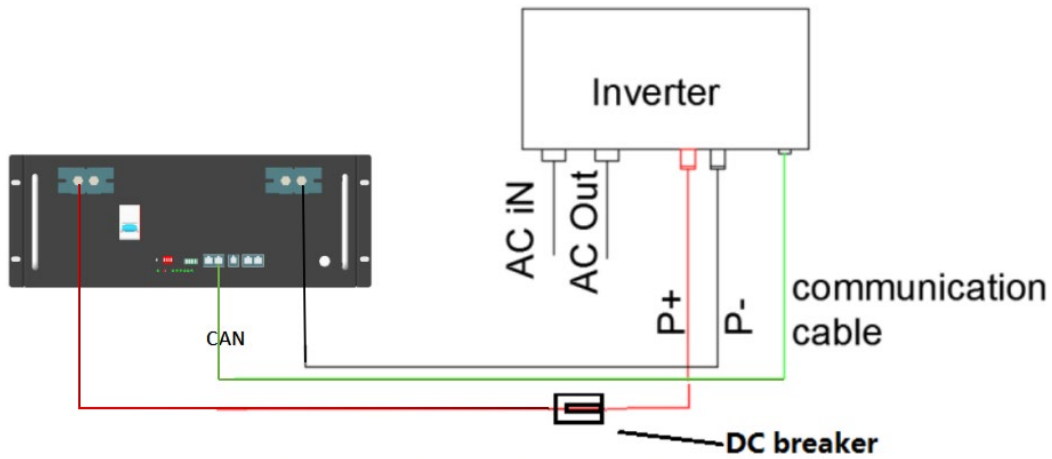 Inverter
AC iN
AC Out
P+
P-
communication
cable
CAN
DC breaker